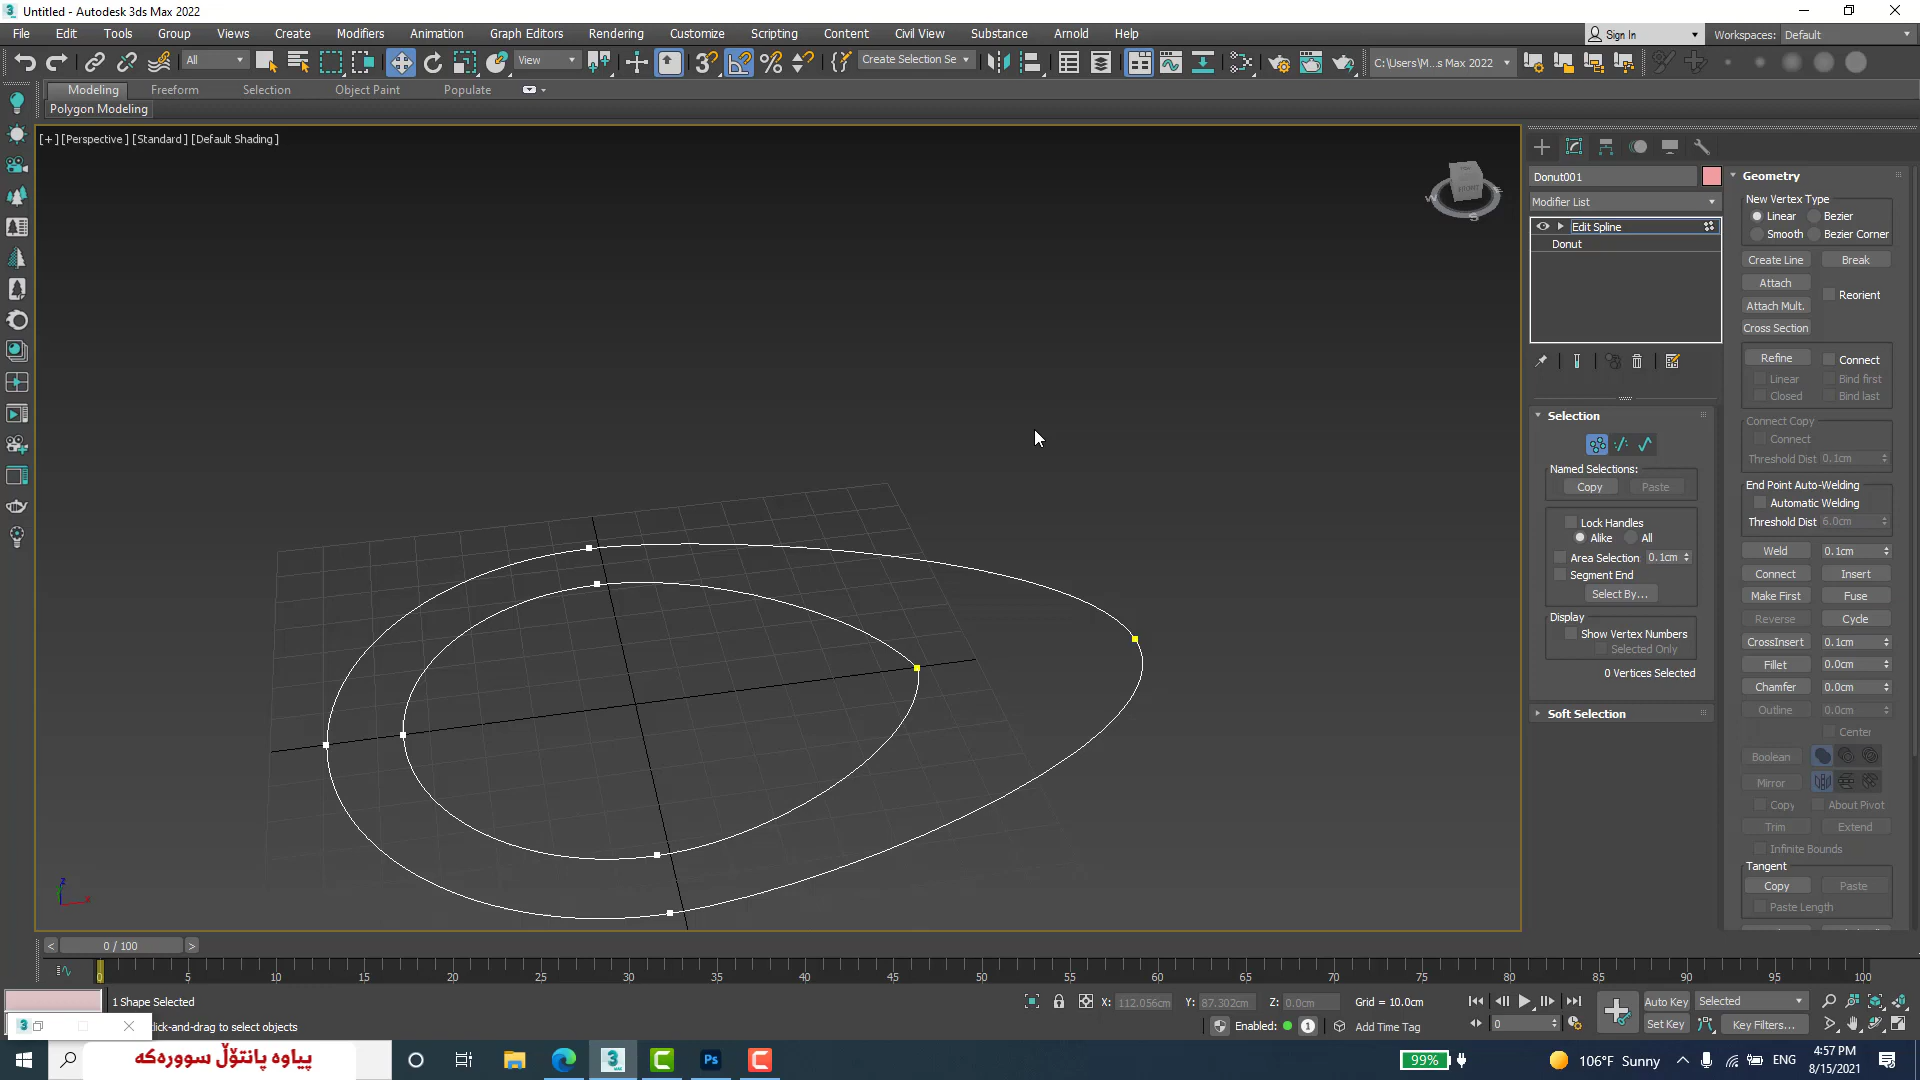 Untitled - Autodesk 3ds Max 2022
File Edit Tools Group Views Create Modifiers Animation Graph Editors Rendering Customize Scripting Content Civil View Substance Arnold Help
Sign In Workspaces: Default
All View Create Selection Se C:\Users\M...s Max 2022
Modeling Freeform Selection Object Paint Populate
Polygon Modeling
[+] [Perspective ] [Standard ] [Default Shading ]
FRONT
W E
S
z
x
Donut001
Modifier List
Edit Spline
Donut
Selection
Named Selections:
Copy Paste
Lock Handles
Alike All
Area Selection 0.1cm
Segment End
Select By...
Display
Show Vertex Numbers
Selected Only
0 Vertices Selected
Soft Selection
Geometry
New Vertex Type
Linear Bezier
Smooth Bezier Corner
Create Line Break
Attach
Reorient
Attach Mult.
Cross Section
Refine Connect
Linear Bind first
Closed Bind last
Connect Copy
Connect
Threshold Dist 0.1cm
End Point Auto-Welding
Automatic Welding
Threshold Dist 6.0cm
Weld 0.1cm
Connect Insert
Make First Fuse
Reverse Cycle
CrossInsert 0.1cm
Fillet 0.0cm
Chamfer 0.0cm
Outline 0.0cm
Center
Boolean
Mirror
Copy About Pivot
Trim Extend
Infinite Bounds
Tangent
Copy Paste
Paste Length
< 0 / 100 >
0 5 10 15 20 25 30 35 40 45 50 55 60 65 70 75 80 85 90 95 100
1 Shape Selected
click-and-drag to select objects
X: 112.056cm Y: 87.302cm Z: 0.0cm Grid = 10.0cm
Enabled: 1 Add Time Tag
0
Auto Key Selected
Set Key Key Filters...
پیاوە پانتۆڵ سوورەکە
Ps
99%
106°F Sunny
ENG
4:57 PM
8/15/2021